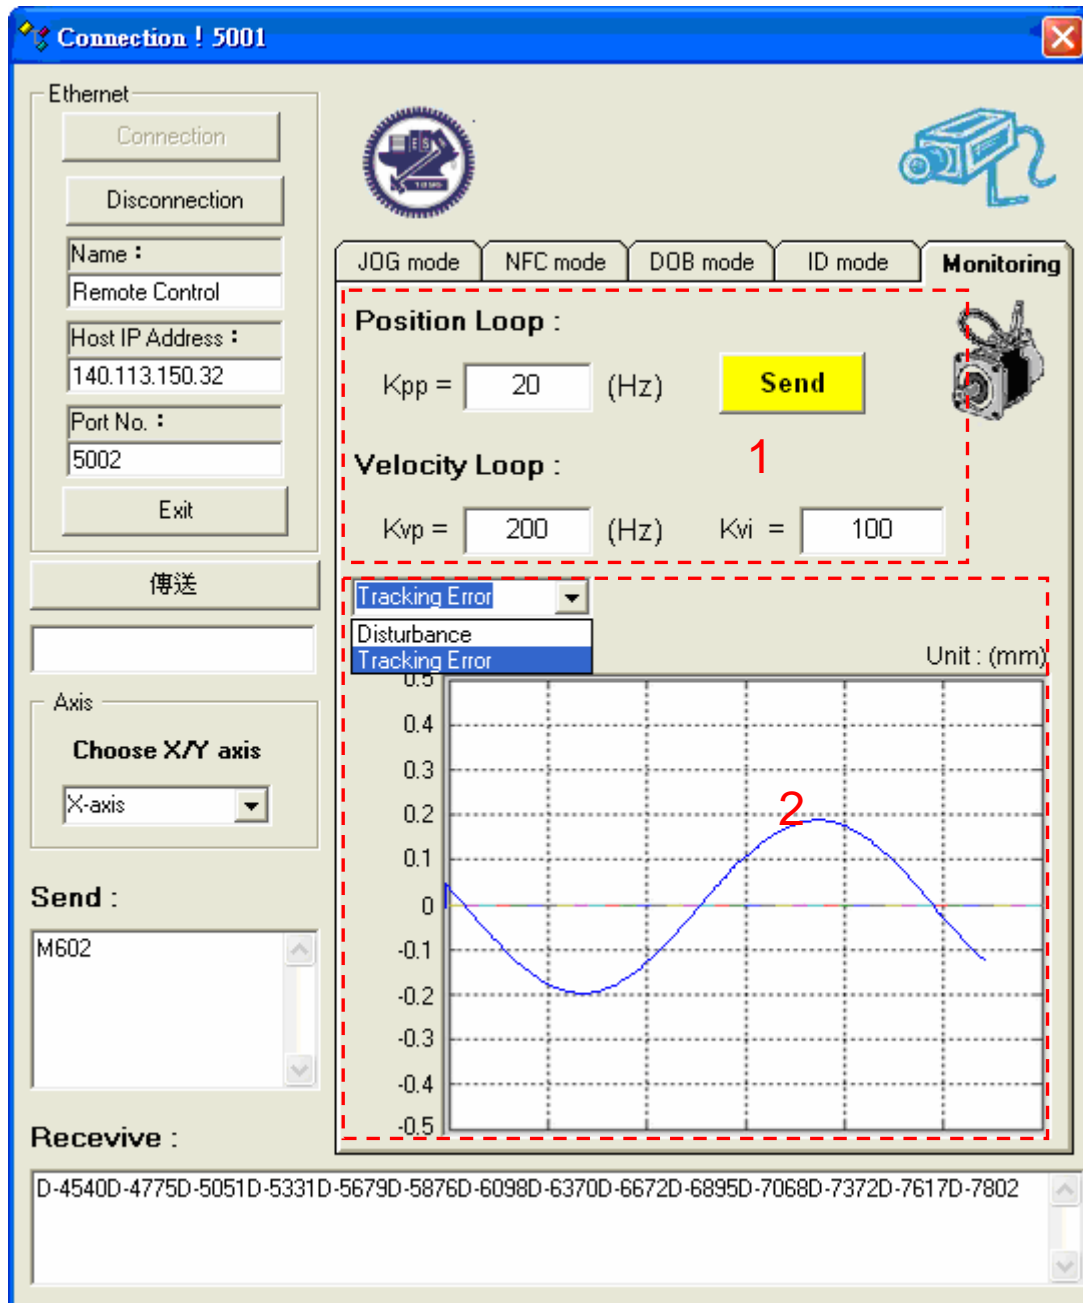 Connection ! 5001
Ethernet
Connection
Disconnection
Name：
Remote Control
Host IP Address：
140.113.150.32
Port No.：
5002
Exit
傳送
Axis
Choose X/Y axis
X-axis
Send :
M602
Recevive :
D-4540D-4775D-5051D-5331D-5679D-5876D-6098D-6370D-6672D-6895D-7068D-7372D-7617D-7802
ES
1896
JOG mode
NFC mode
DOB mode
ID mode
Monitoring
Position Loop :
Kpp = 20 (Hz)
Send
1
Velocity Loop :
Kvp = 200 (Hz) Kvi = 100
Tracking Error
Disturbance
Tracking Error
Unit : (mm)
0.5
0.4
0.3
0.2
2
0.1
0
-0.1
-0.2
-0.3
-0.4
-0.5